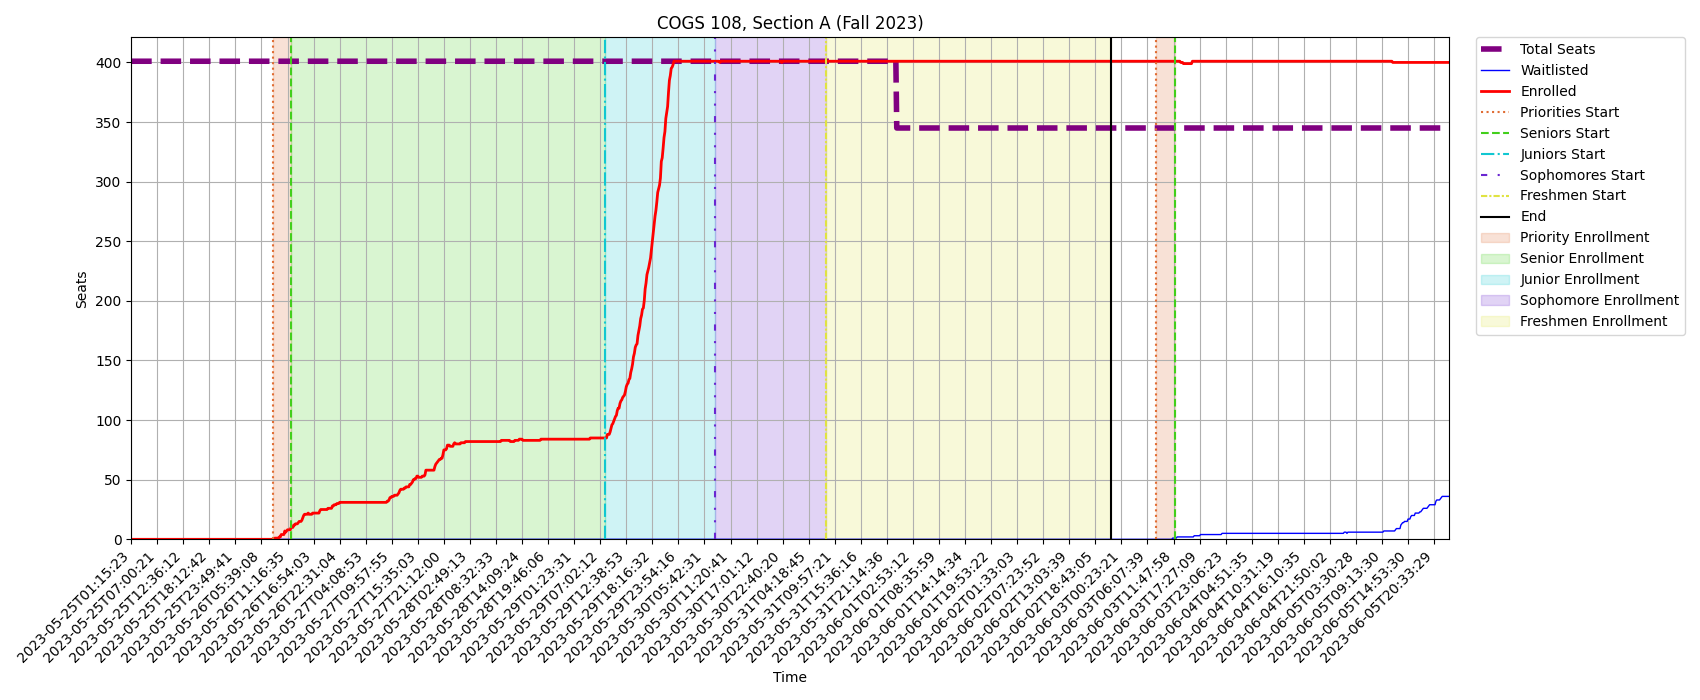 COGS 108, Section A (Fall 2023)
Seats
400
350
300
250
200
150
100
50
0
2023-05-25T01:15:23
2023-05-25T07:00:21
2023-05-25T12:36:12
2023-05-25T18:12:42
2023-05-25T23:49:41
2023-05-26T05:39:08
2023-05-26T11:16:35
2023-05-26T16:54:03
2023-05-26T22:31:04
2023-05-27T04:08:53
2023-05-27T09:57:55
2023-05-27T15:35:03
2023-05-27T21:12:00
2023-05-28T02:49:13
2023-05-28T08:32:33
2023-05-28T14:09:24
2023-05-28T19:46:06
2023-05-29T01:23:31
2023-05-29T07:02:12
2023-05-29T12:38:53
2023-05-29T18:16:32
2023-05-29T23:54:16
2023-05-30T05:42:31
2023-05-30T11:20:41
2023-05-30T17:01:12
2023-05-30T22:40:20
2023-05-31T04:18:45
2023-05-31T09:57:21
2023-05-31T15:36:16
2023-05-31T21:14:36
2023-06-01T02:53:12
2023-06-01T08:35:59
2023-06-01T14:14:34
2023-06-01T19:53:22
2023-06-02T01:33:03
2023-06-02T07:23:52
2023-06-02T13:03:39
2023-06-02T18:43:05
2023-06-03T00:23:21
2023-06-03T06:07:39
2023-06-03T11:47:58
2023-06-03T17:27:09
2023-06-03T23:06:23
2023-06-04T04:51:35
2023-06-04T10:31:19
2023-06-04T16:10:35
2023-06-04T21:50:02
2023-06-05T03:30:28
2023-06-05T09:13:30
2023-06-05T14:53:30
2023-06-05T20:33:29
Time
Total Seats
Waitlisted
Enrolled
Priorities Start
Seniors Start
Juniors Start
Sophomores Start
Freshmen Start
End
Priority Enrollment
Senior Enrollment
Junior Enrollment
Sophomore Enrollment
Freshmen Enrollment